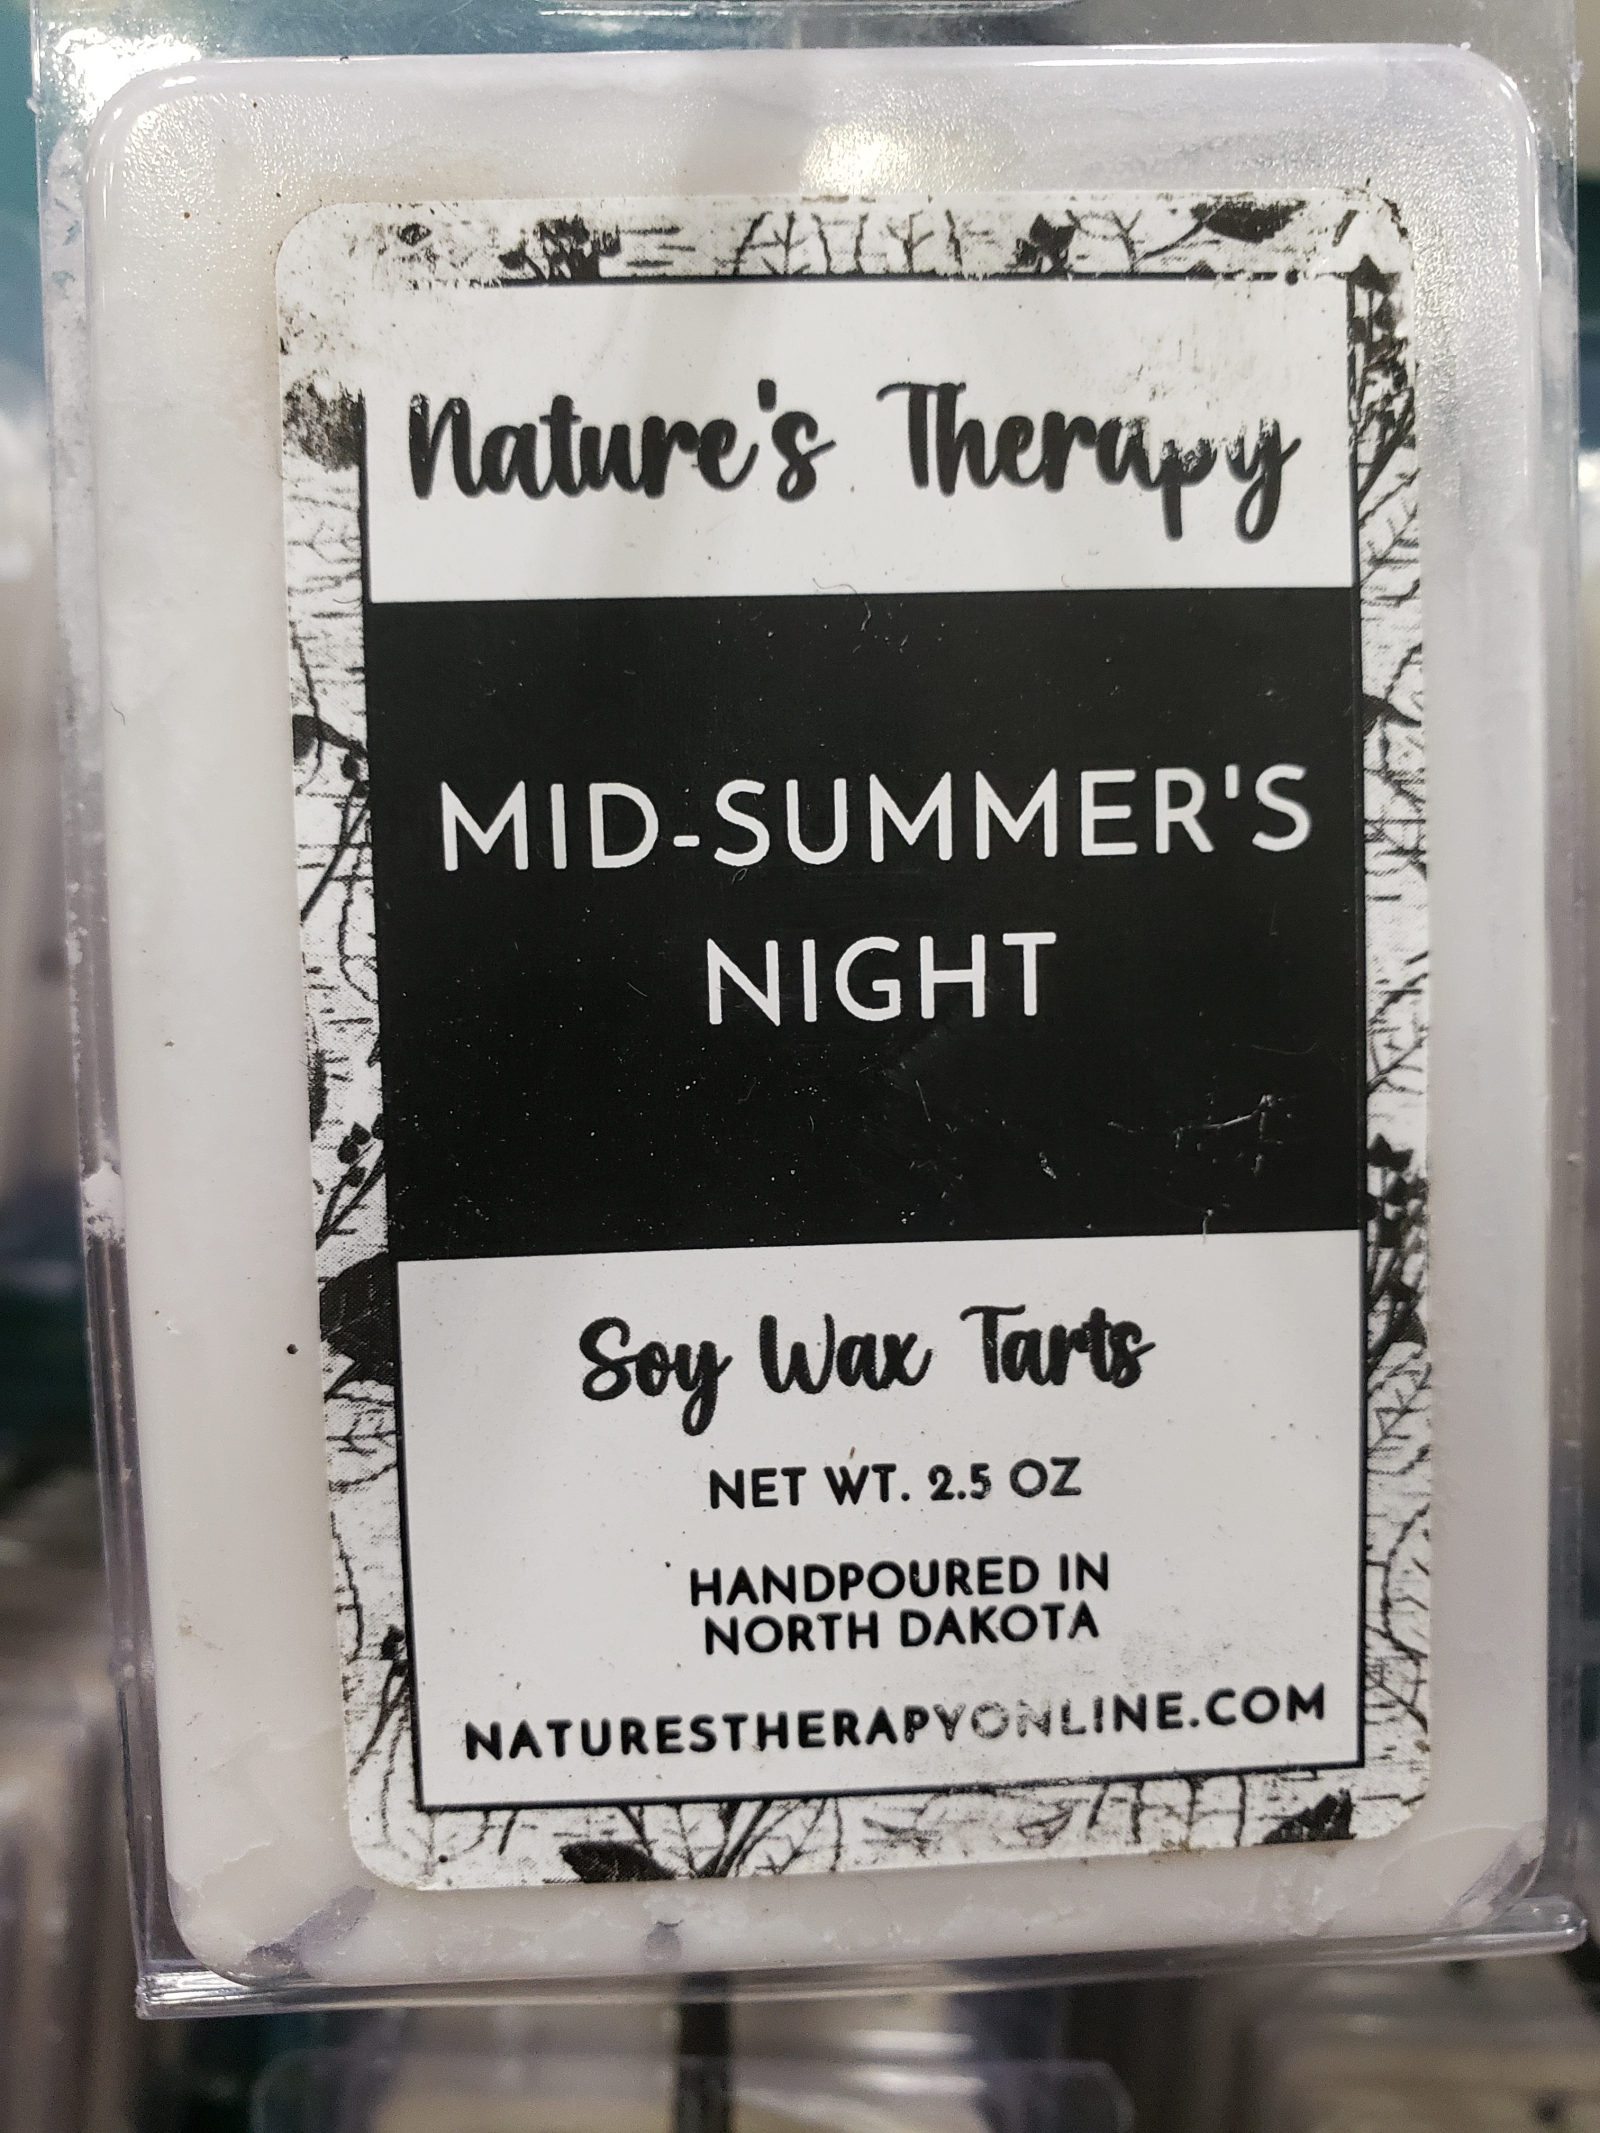 Nature's Therapy
MID-SUMMER'S
NIGHT
Soy Wax Tarts
NET WT. 2.5 OZ
HANDPOURED IN
NORTH DAKOTA
NATURESTHERAPYONLINE.COM